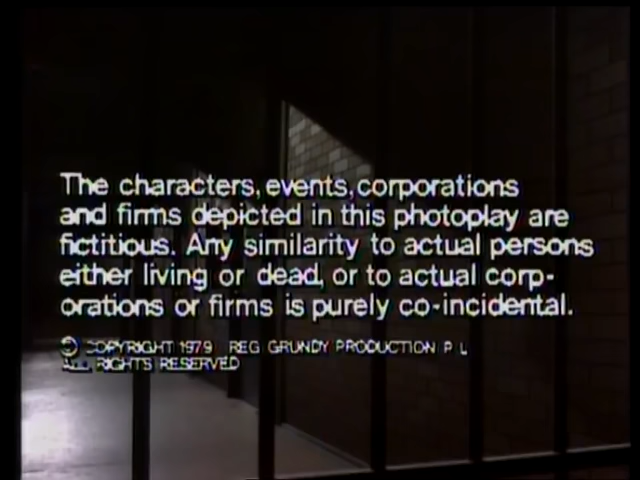 The characters, events, corporations
and firms depicted in this photoplay are
fictitious. Any similarity to actual persons
either living or dead, or to actual corp-
orations or firms is purely co-incidental.
© COPYRIGHT 1979 REG GRUNDY PRODUCTION P L
ALL RIGHTS RESERVED